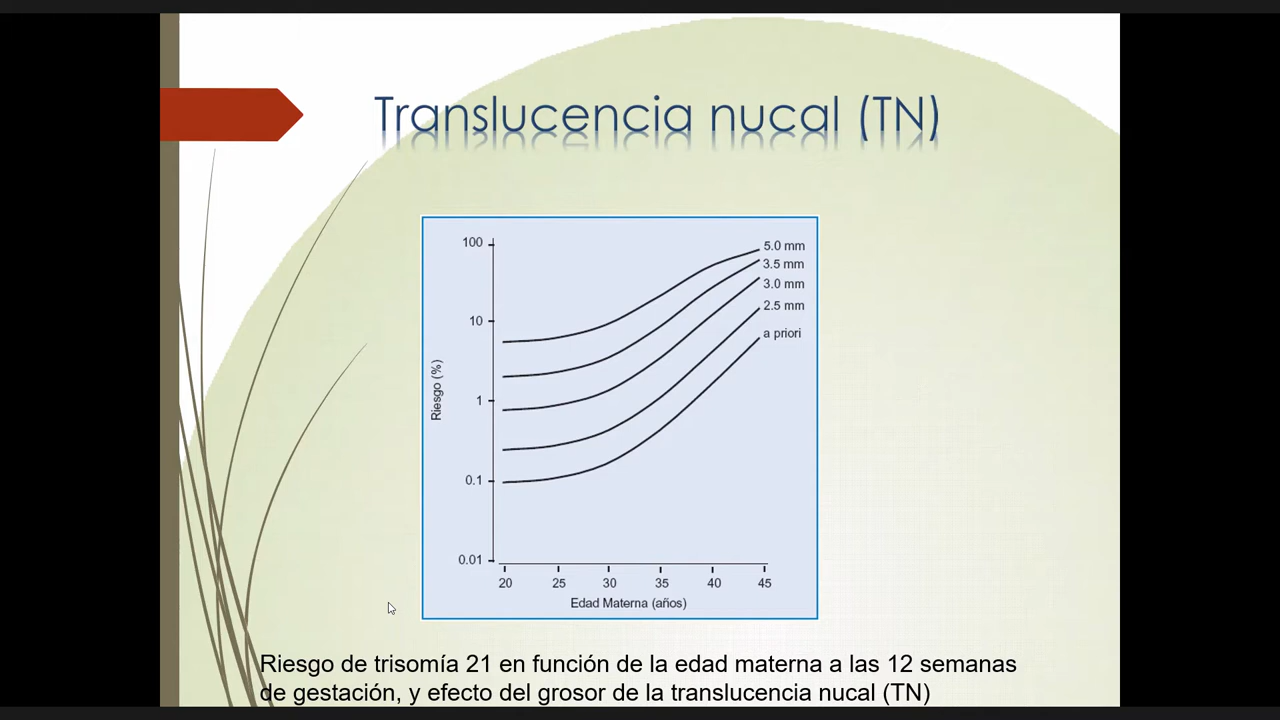 Translucencia nucal (TN)
100
10
1
0.1
0.01
Riesgo (%)
5.0 mm
3.5 mm
3.0 mm
2.5 mm
a priori
20 25 30 35 40 45
Edad Materna (años)
Riesgo de trisomía 21 en función de la edad materna a las 12 semanas
de gestación, y efecto del grosor de la translucencia nucal (TN)